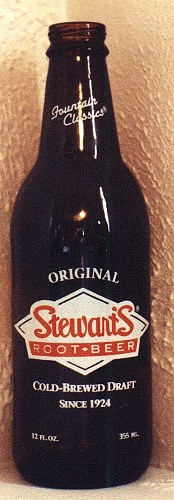 Fountain
Classics®
ORIGINAL
Stewart's®
ROOT•BEER
COLD-BREWED DRAFT
SINCE 1924
12 FL. OZ. 355 ML.